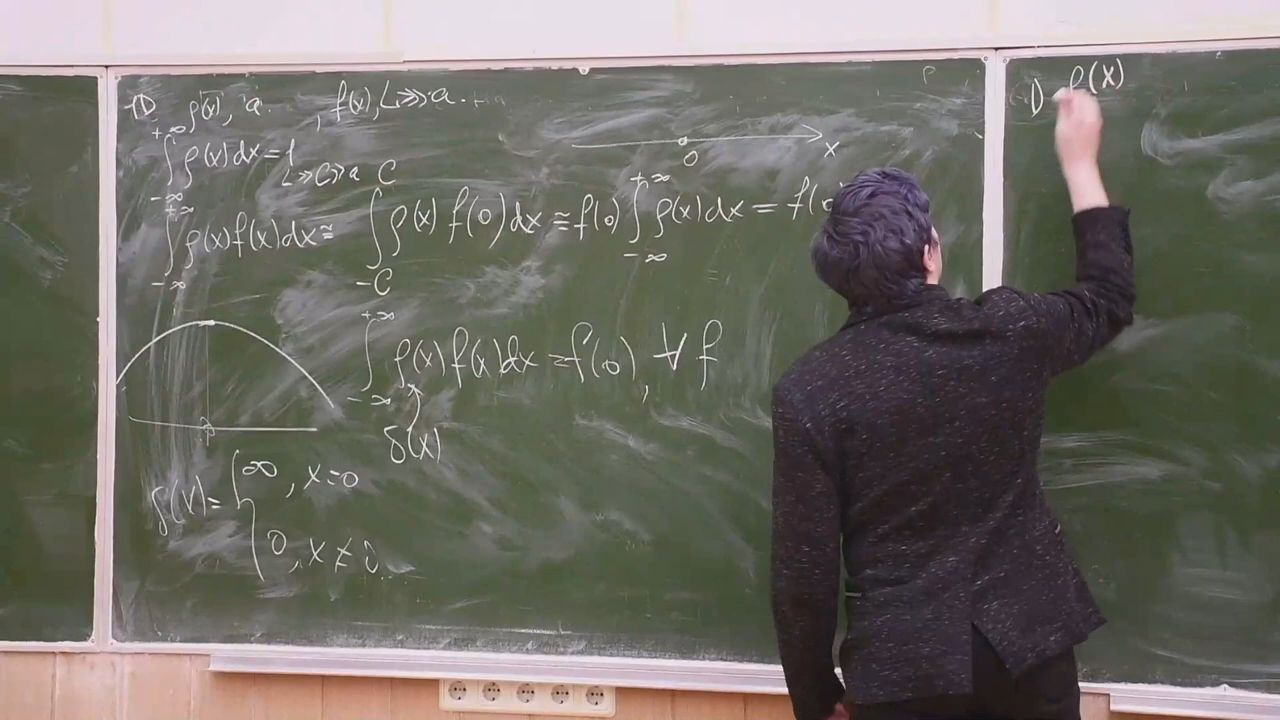 1) ρ(x), a. , f(x), L⋙a.
+∞ ∫ -∞ ρ(x)dx = 1
L≫C≫a
0 x
+∞ ∫ -∞ ρ(x)f(x)dx ≅ C ∫ -C ρ(x) f(0)dx ≅ f(0) +∞ ∫ -∞ ρ(x)dx = f(0
+∞ ∫ -∞ ρ(x)f(x)dx = f(0), ∀ f
δ(x)
δ(x) = { ∞, x=0
0, x≠0.
1) ρ(x)